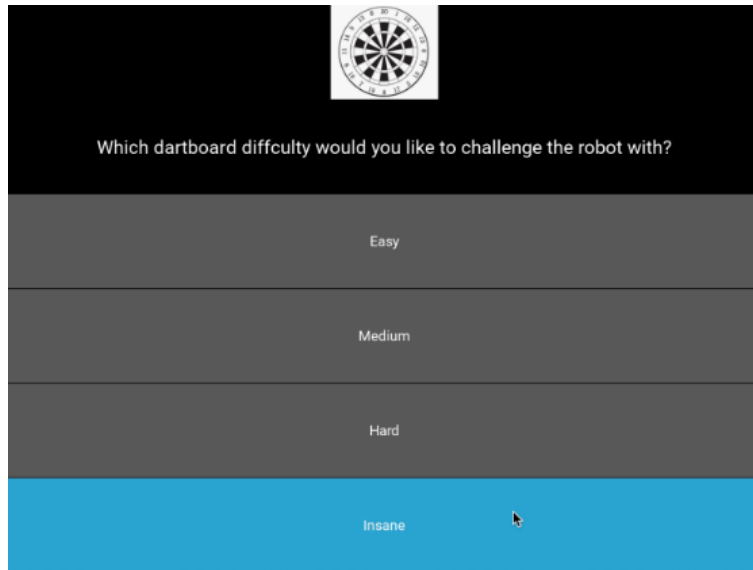 Which dartboard diffculty would you like to challenge the robot with?
Easy
Medium
Hard
Insane